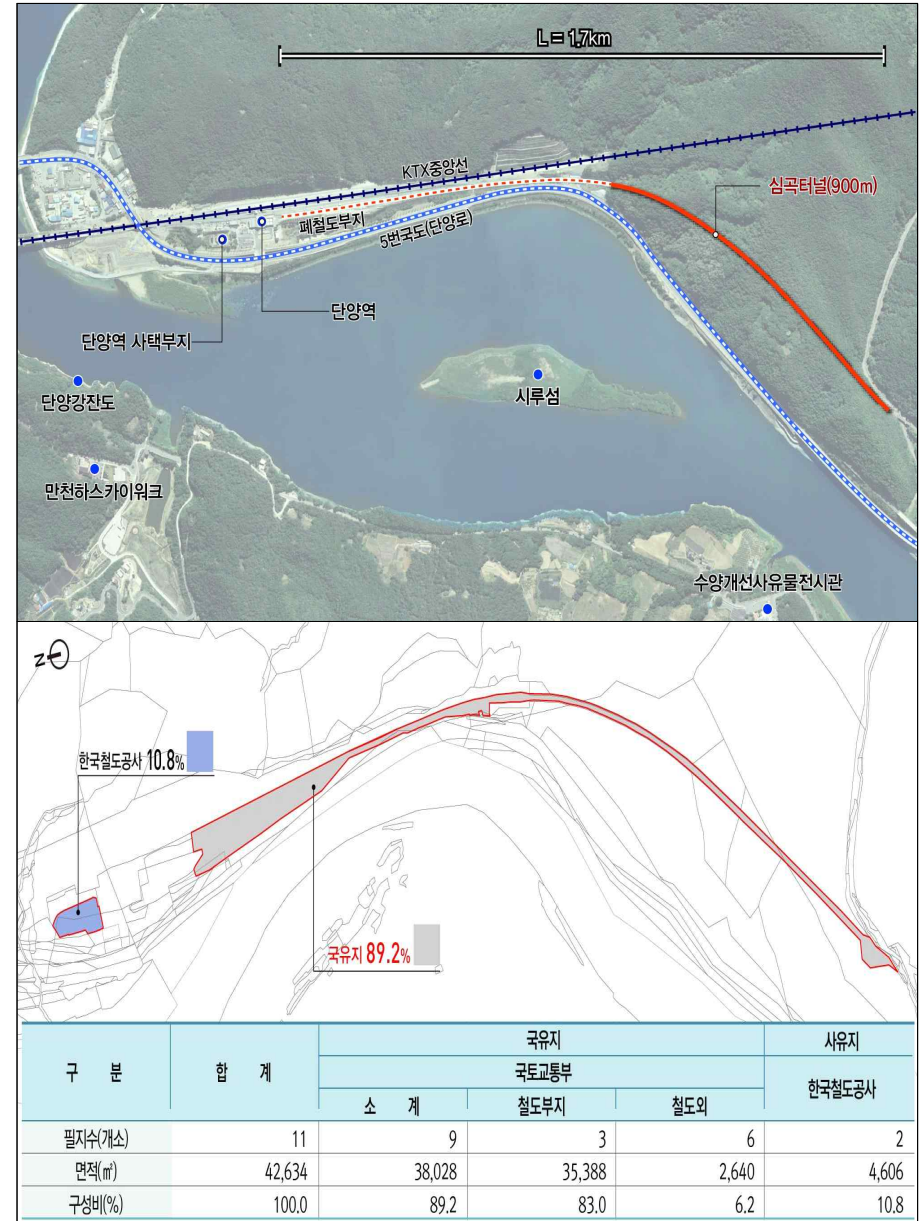 L = 1.7km
KTX중앙선
심곡터널(900m)
폐철도부지
5번국도(단양로)
단양역
단양역 사택부지
시루섬
단양강잔도
만천하스카이워크
수양개선사유물전시관
N
한국철도공사 10.8%
국유지 89.2%
구 분 합 계 국유지 사유지
국토교통부 한국철도공사
소 계 철도부지 철도외
필지수(개소) 11 9 3 6 2
면적(㎡) 42,634 38,028 35,388 2,640 4,606
구성비(%) 100.0 89.2 83.0 6.2 10.8